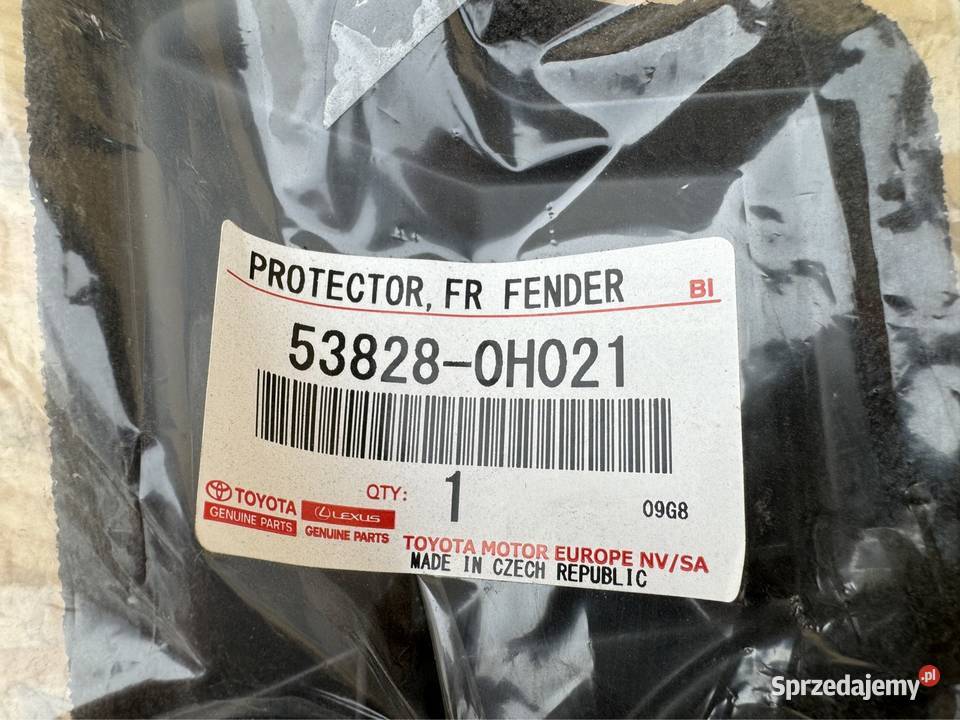 PROTECTOR, FR FENDER BI
53828-0H021
QTY: 1
09G8
TOYOTA
GENUINE PARTS
LEXUS
GENUINE PARTS
TOYOTA MOTOR EUROPE NV/SA
MADE IN CZECH REPUBLIC
Sprzedajemy.pl